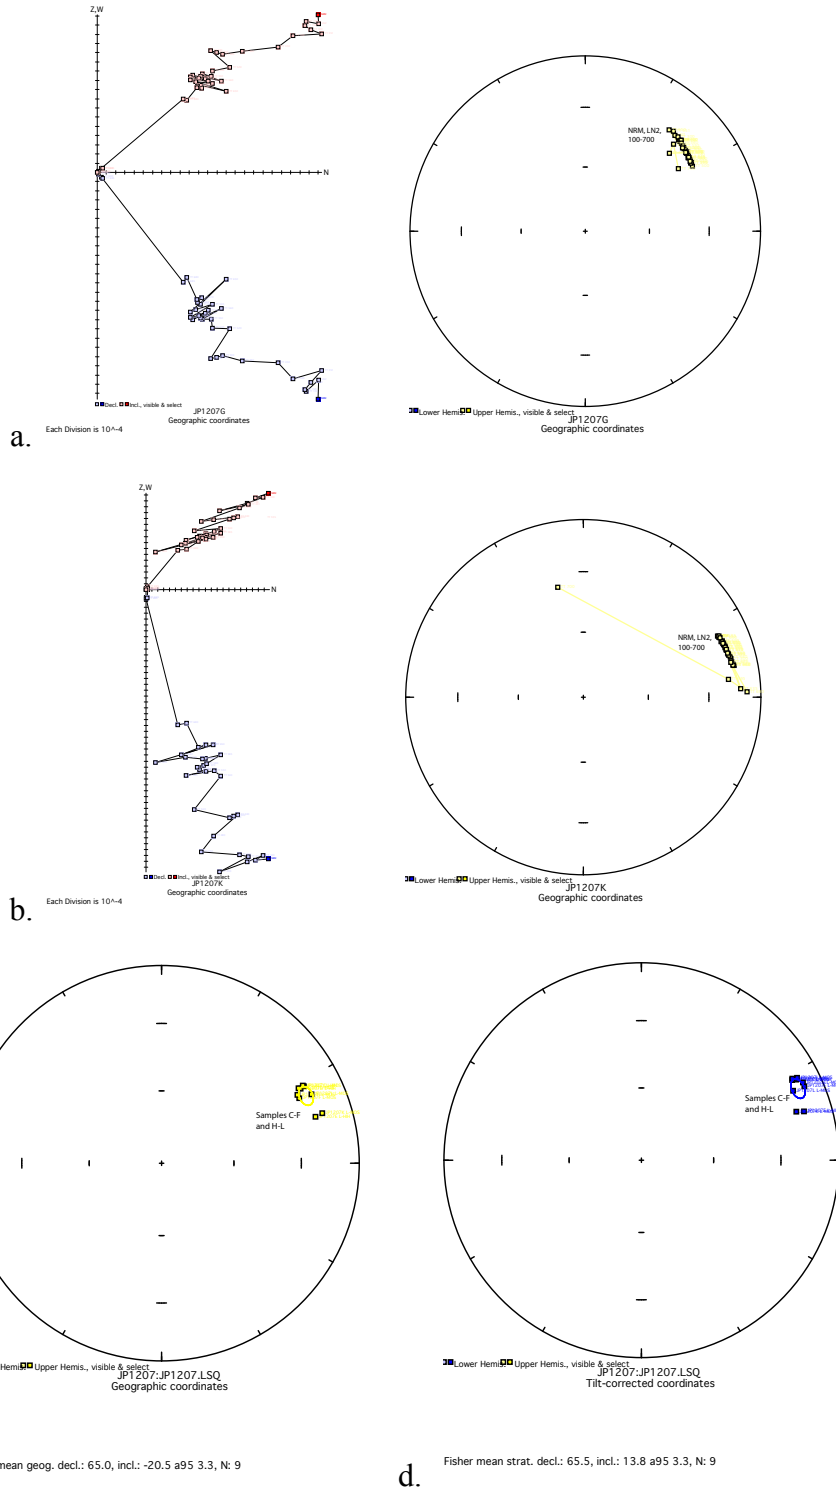 Z,W
N
NRM, LN2,
100-700
Decl. Incl., visible & select
JP1207G
Geographic coordinates
Each Division is 10^-4
Lower Hemis. Upper Hemis., visible & select
JP1207G
Geographic coordinates
a.
Z,W
N
NRM, LN2,
100-700
Decl. Incl., visible & select
JP1207K
Geographic coordinates
Each Division is 10^-4
Lower Hemis. Upper Hemis., visible & select
JP1207K
Geographic coordinates
b.
Samples C-F
and H-L
Samples C-F
and H-L
Hemis. Upper Hemis., visible & select
JP1207:JP1207.LSQ
Geographic coordinates
Lower Hemis. Upper Hemis., visible & select
JP1207:JP1207.LSQ
Tilt-corrected coordinates
mean geog. decl.: 65.0, incl.: -20.5 a95 3.3, N: 9
d.
Fisher mean strat. decl.: 65.5, incl.: 13.8 a95 3.3, N: 9